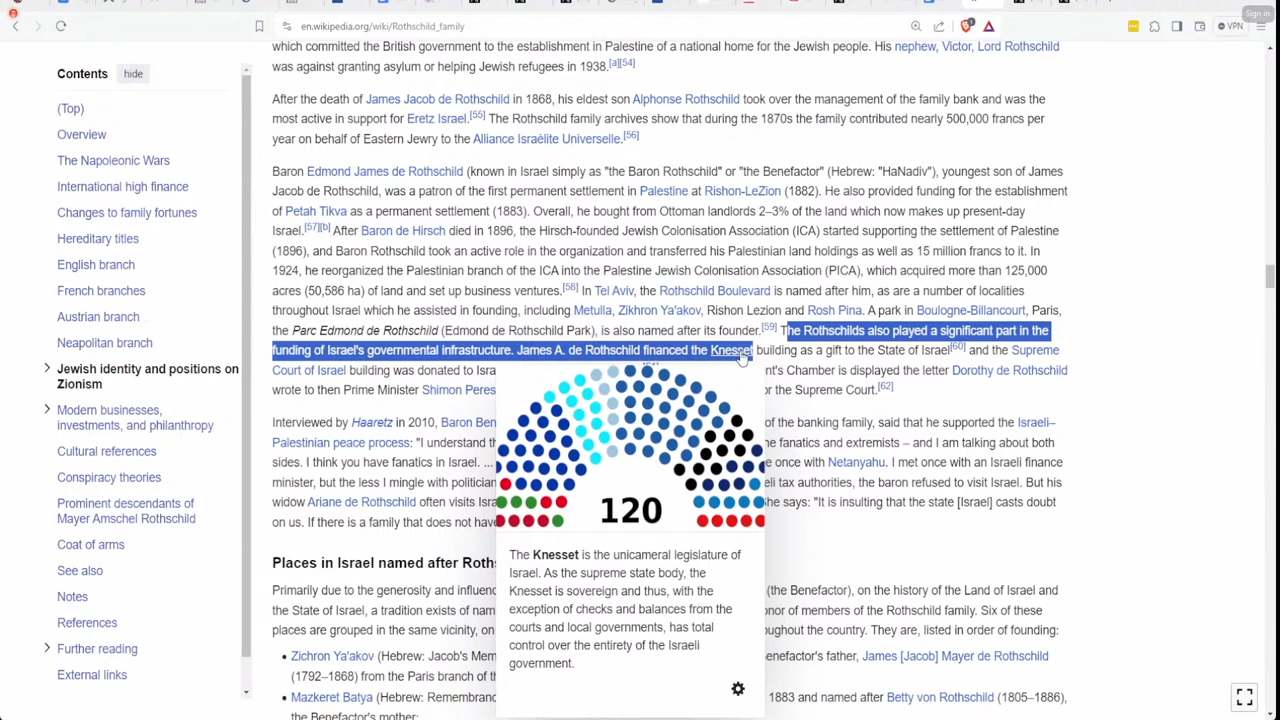 Sign in
en.wikipedia.org/wiki/Rothschild_family
VPN
Contents
hide
(Top)
Overview
The Napoleonic Wars
International high finance
Changes to family fortunes
Hereditary titles
English branch
French branches
Austrian branch
Neapolitan branch
Jewish identity and positions on
Zionism
Modern businesses,
investments, and philanthropy
Cultural references
Conspiracy theories
Prominent descendants of
Mayer Amschel Rothschild
Coat of arms
See also
Notes
References
Further reading
External links
which committed the British government to the establishment in Palestine of a national home for the Jewish people. His nephew, Victor, Lord Rothschild
was against granting asylum or helping Jewish refugees in 1938.[a][54]
After the death of James Jacob de Rothschild in 1868, his eldest son Alphonse Rothschild took over the management of the family bank and was the
most active in support for Eretz Israel.[55] The Rothschild family archives show that during the 1870s the family contributed nearly 500,000 francs per
year on behalf of Eastern Jewry to the Alliance Israélite Universelle.[56]
Baron Edmond James de Rothschild (known in Israel simply as "the Baron Rothschild" or "the Benefactor" (Hebrew: "HaNadiv"), youngest son of James
Jacob de Rothschild, was a patron of the first permanent settlement in Palestine at Rishon-LeZion (1882). He also provided funding for the establishment
of Petah Tikva as a permanent settlement (1883). Overall, he bought from Ottoman landlords 2–3% of the land which now makes up present-day
Israel.[57][b] After Baron de Hirsch died in 1896, the Hirsch-founded Jewish Colonisation Association (ICA) started supporting the settlement of Palestine
(1896), and Baron Rothschild took an active role in the organization and transferred his Palestinian land holdings as well as 15 million francs to it. In
1924, he reorganized the Palestinian branch of the ICA into the Palestine Jewish Colonisation Association (PICA), which acquired more than 125,000
acres (50,586 ha) of land and set up business ventures.[58] In Tel Aviv, the Rothschild Boulevard is named after him, as are a number of localities
throughout Israel which he assisted in founding, including Metulla, Zikhron Ya'akov, Rishon Lezion and Rosh Pina. A park in Boulogne-Billancourt, Paris,
the Parc Edmond de Rothschild (Edmond de Rothschild Park), is also named after its founder.[59] The Rothschilds also played a significant part in the
funding of Israel's governmental infrastructure. James A. de Rothschild financed the Knesset building as a gift to the State of Israel[60] and the Supreme
Court of Israel building was donated to Isra nt's Chamber is displayed the letter Dorothy de Rothschild
wrote to then Prime Minister Shimon Peres or the Supreme Court.[62]
Interviewed by Haaretz in 2010, Baron Ben of the banking family, said that he supported the Israeli–
Palestinian peace process: "I understand th e fanatics and extremists – and I am talking about both
sides. I think you have fanatics in Israel. ... once with Netanyahu. I met once with an Israeli finance
minister, but the less I mingle with politician eli tax authorities, the baron refused to visit Israel. But his
widow Ariane de Rothschild often visits Isra he says: "It is insulting that the state [Israel] casts doubt
on us. If there is a family that does not have
Places in Israel named after Roths
Primarily due to the generosity and influenc (the Benefactor), on the history of the Land of Israel and
the State of Israel, a tradition exists of nam onor of members of the Rothschild family. Six of these
places are grouped in the same vicinity, on oughout the country. They are, listed in order of founding:
Zichron Ya'akov (Hebrew: Jacob's Mem enefactor's father, James [Jacob] Mayer de Rothschild
(1792–1868) from the Paris branch of the
Mazkeret Batya (Hebrew: Remembranc 1883 and named after Betty von Rothschild (1805–1886),
the Benefactor's mother;
120
The Knesset is the unicameral legislature of
Israel. As the supreme state body, the
Knesset is sovereign and thus, with the
exception of checks and balances from the
courts and local governments, has total
control over the entirety of the Israeli
government.